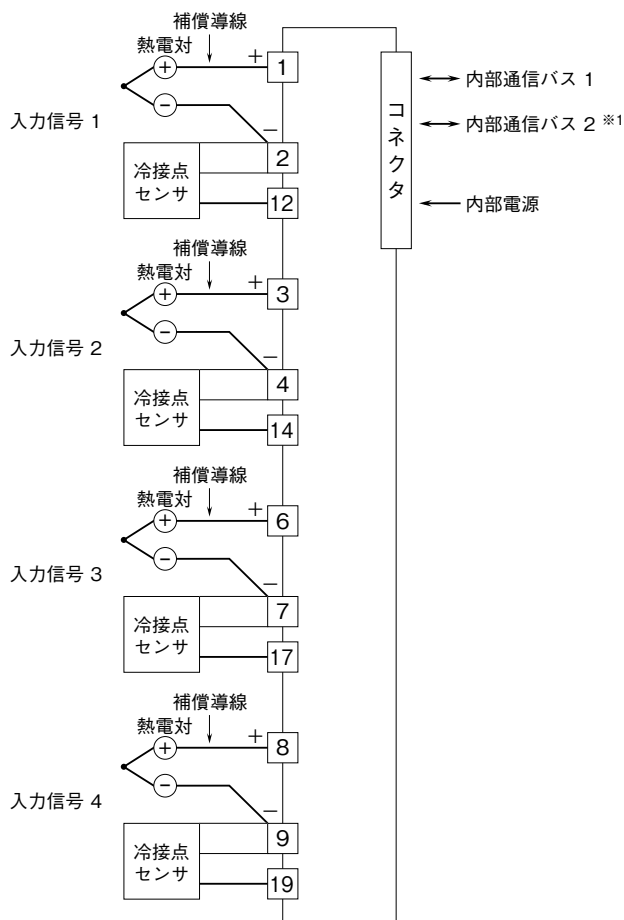 補償導線
熱電対
+
+
1
−
入力信号 1
−
2
冷接点
センサ
12
補償導線
熱電対
+
+
3
−
入力信号 2
−
4
冷接点
センサ
14
補償導線
熱電対
+
+
6
−
入力信号 3
−
7
冷接点
センサ
17
補償導線
熱電対
+
+
8
−
入力信号 4
−
9
冷接点
センサ
19
コネクタ
内部通信バス 1
内部通信バス 2 ※1
内部電源